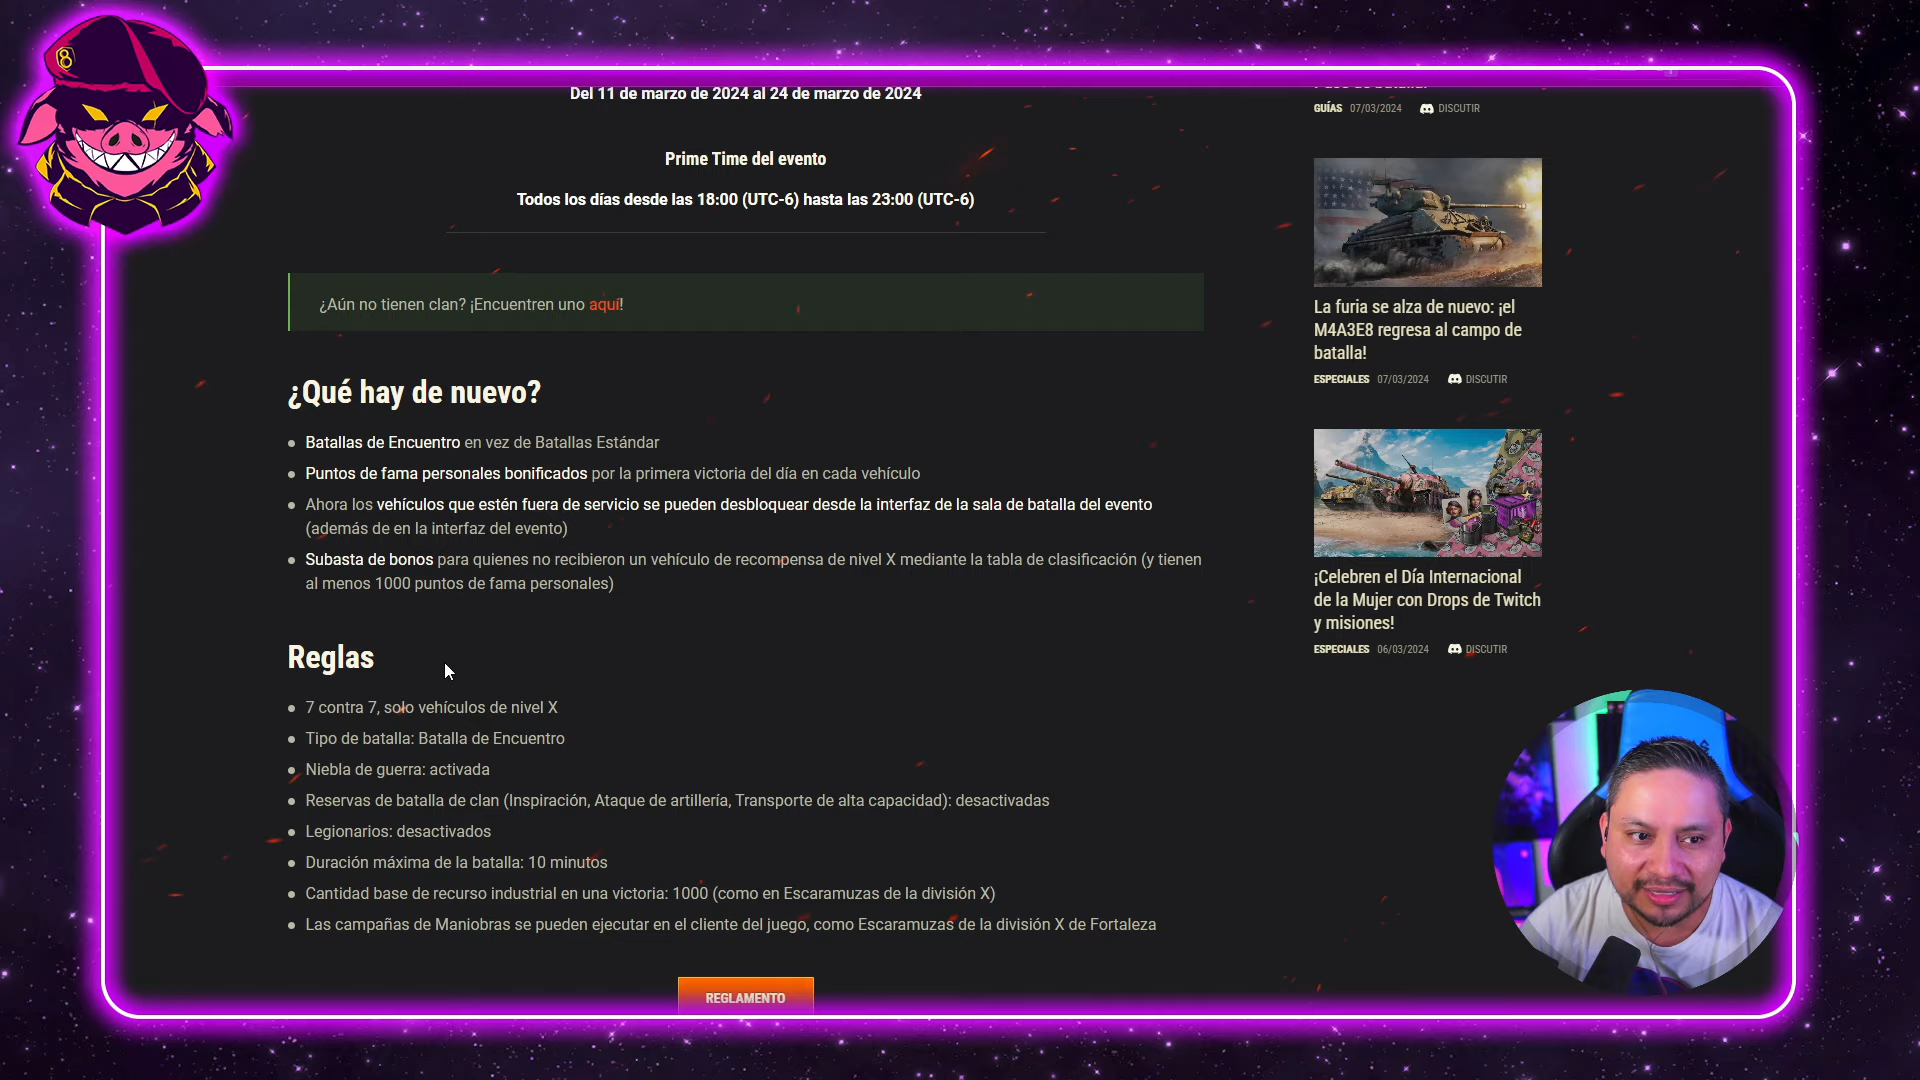 8
Del 11 de marzo de 2024 al 24 de marzo de 2024
Prime Time del evento
Todos los días desde las 18:00 (UTC-6) hasta las 23:00 (UTC-6)
¿Aún no tienen clan? ¡Encuentren uno aquí!
¿Qué hay de nuevo?
Batallas de Encuentro en vez de Batallas Estándar
Puntos de fama personales bonificados por la primera victoria del día en cada vehículo
Ahora los vehículos que estén fuera de servicio se pueden desbloquear desde la interfaz de la sala de batalla del evento
(además de en la interfaz del evento)
Subasta de bonos para quienes no recibieron un vehículo de recompensa de nivel X mediante la tabla de clasificación (y tienen
al menos 1000 puntos de fama personales)
Reglas
7 contra 7, solo vehículos de nivel X
Tipo de batalla: Batalla de Encuentro
Niebla de guerra: activada
Reservas de batalla de clan (Inspiración, Ataque de artillería, Transporte de alta capacidad): desactivadas
Legionarios: desactivados
Duración máxima de la batalla: 10 minutos
Cantidad base de recurso industrial en una victoria: 1000 (como en Escaramuzas de la división X)
Las campañas de Maniobras se pueden ejecutar en el cliente del juego, como Escaramuzas de la división X de Fortaleza
REGLAMENTO
GUÍAS 07/03/2024 DISCUTIR
La furia se alza de nuevo: ¡el
M4A3E8 regresa al campo de
batalla!
ESPECIALES 07/03/2024 DISCUTIR
¡Celebren el Día Internacional
de la Mujer con Drops de Twitch
y misiones!
ESPECIALES 06/03/2024 DISCUTIR